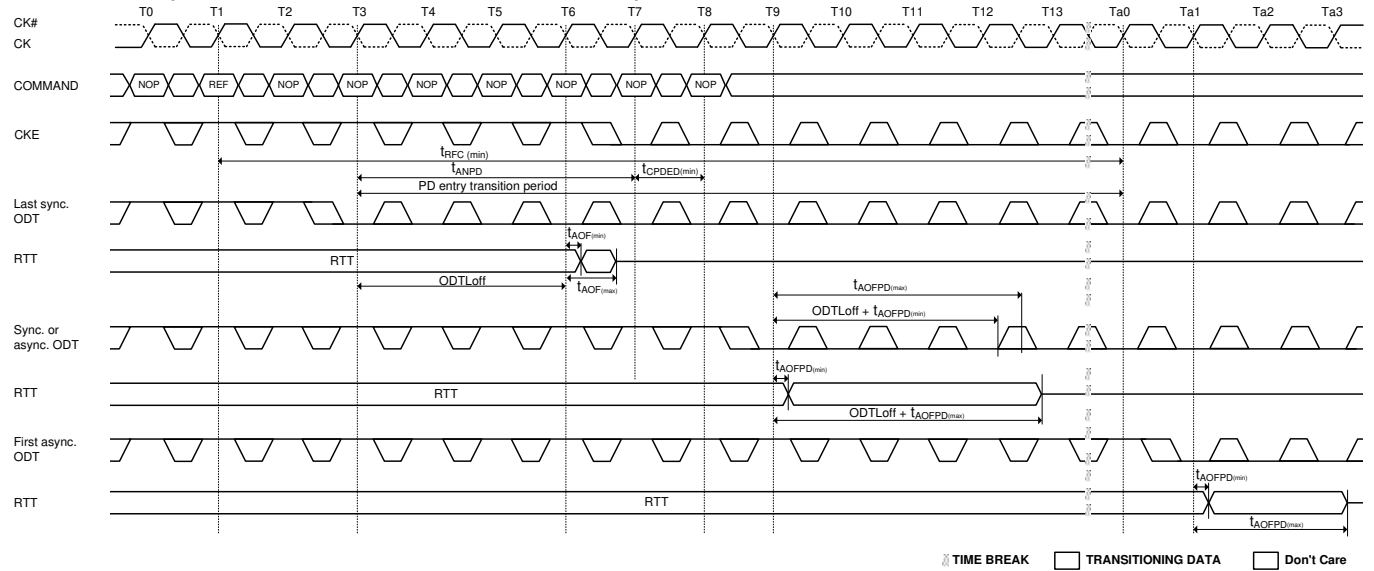 T0 T1 T2 T3 T4 T5 T6 T7 T8 T9 T10 T11 T12 T13 Ta0 Ta1 Ta2 Ta3
CK#
CK
COMMAND NOP REF NOP NOP NOP NOP NOP NOP NOP
CKE
tRFC (min)
tANPD tCPDED(min)
PD entry transition period
Last sync.
ODT
tAOF(min)
RTT RTT
ODTLoff tAOF(max)
tAOFPD(max)
ODTLoff + tAOFPD(min)
Sync. or
async. ODT
tAOFPD(min)
RTT RTT
ODTLoff + tAOFPD(max)
First async.
ODT
tAOFPD(min)
RTT RTT
tAOFPD(max)
TIME BREAK TRANSITIONING DATA Don't Care